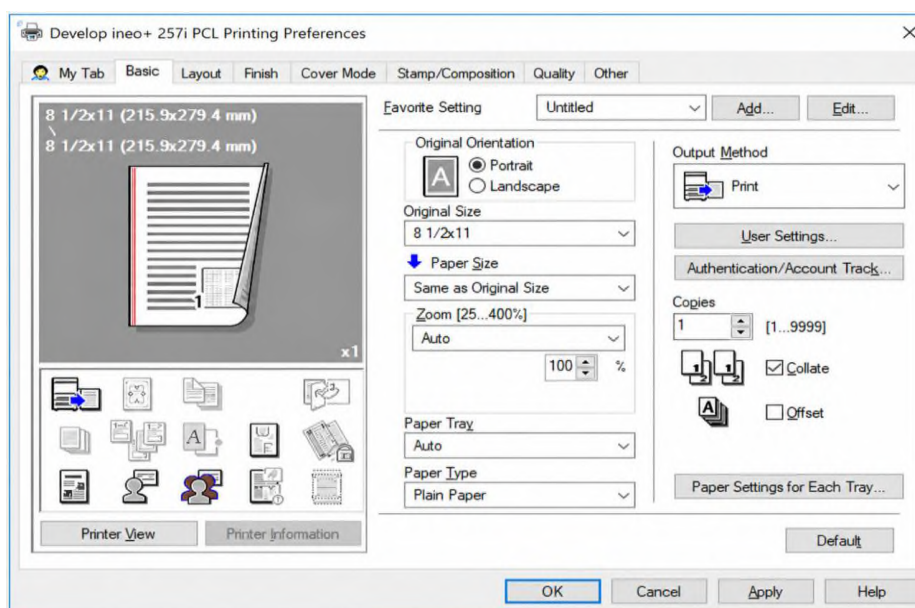 Develop ineo+ 257i PCL Printing Preferences
My Tab Basic Layout Finish Cover Mode Stamp/Composition Quality Other
8 1/2x11 (215.9x279.4 mm)
8 1/2x11 (215.9x279.4 mm)
1
x1
Printer View Printer Information
Favorite Setting Untitled Add... Edit...
Original Orientation
A
Portrait
Landscape
Original Size
8 1/2x11
Paper Size
Same as Original Size
Zoom [25...400%]
Auto
100 %
Paper Tray
Auto
Paper Type
Plain Paper
Output Method
Print
User Settings...
Authentication/Account Track...
Copies
1 [1...9999]
1 2 1 2 Collate
A Offset
Paper Settings for Each Tray...
Default
OK Cancel Apply Help